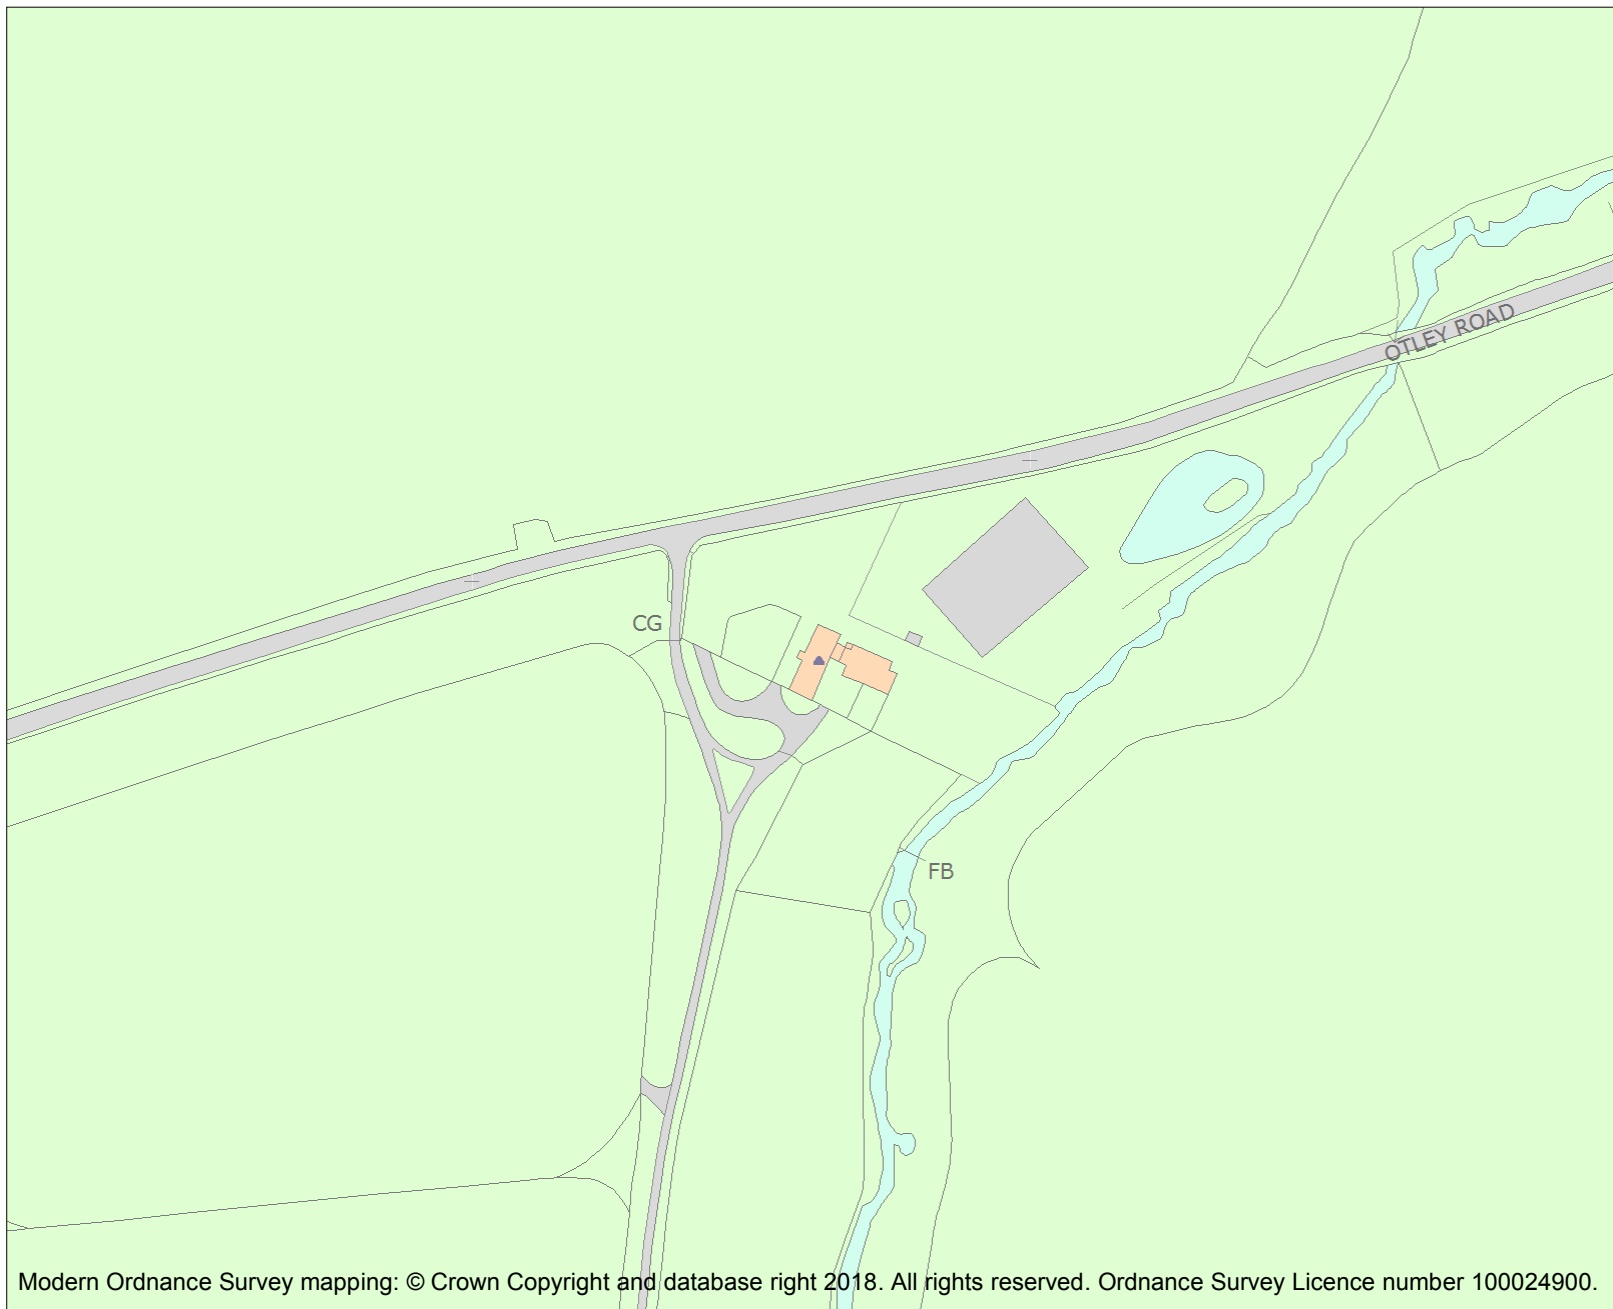 OTLEY ROAD
CG
FB
Modern Ordnance Survey mapping: © Crown Copyright and database right 2018. All rights reserved. Ordnance Survey Licence number 100024900.